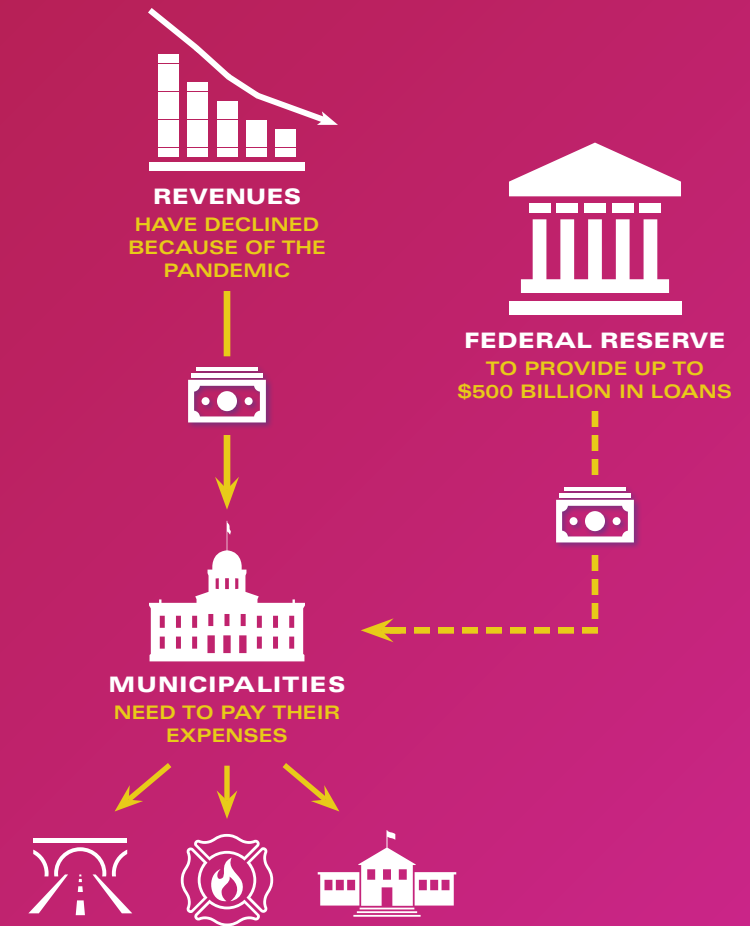 REVENUES
HAVE DECLINED
BECAUSE OF THE
PANDEMIC
FEDERAL RESERVE
TO PROVIDE UP TO
$500 BILLION IN LOANS
MUNICIPALITIES
NEED TO PAY THEIR
EXPENSES